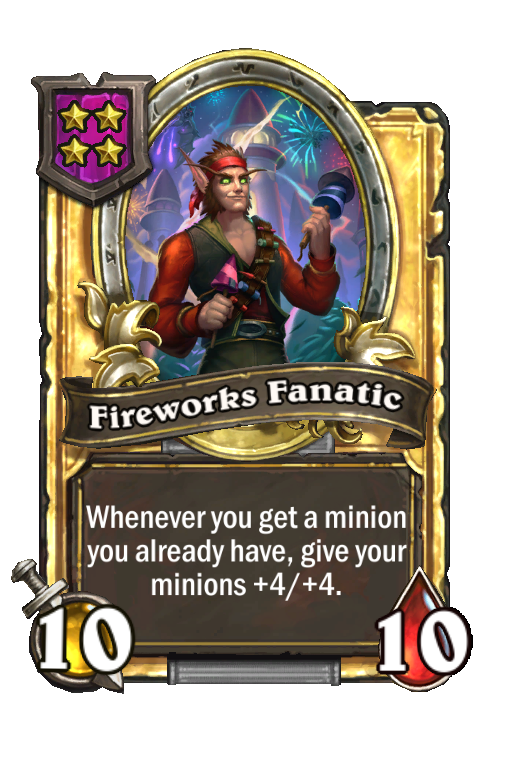 Fireworks Fanatic
Whenever you get a minion
you already have, give your
minions +4/+4.
10
10